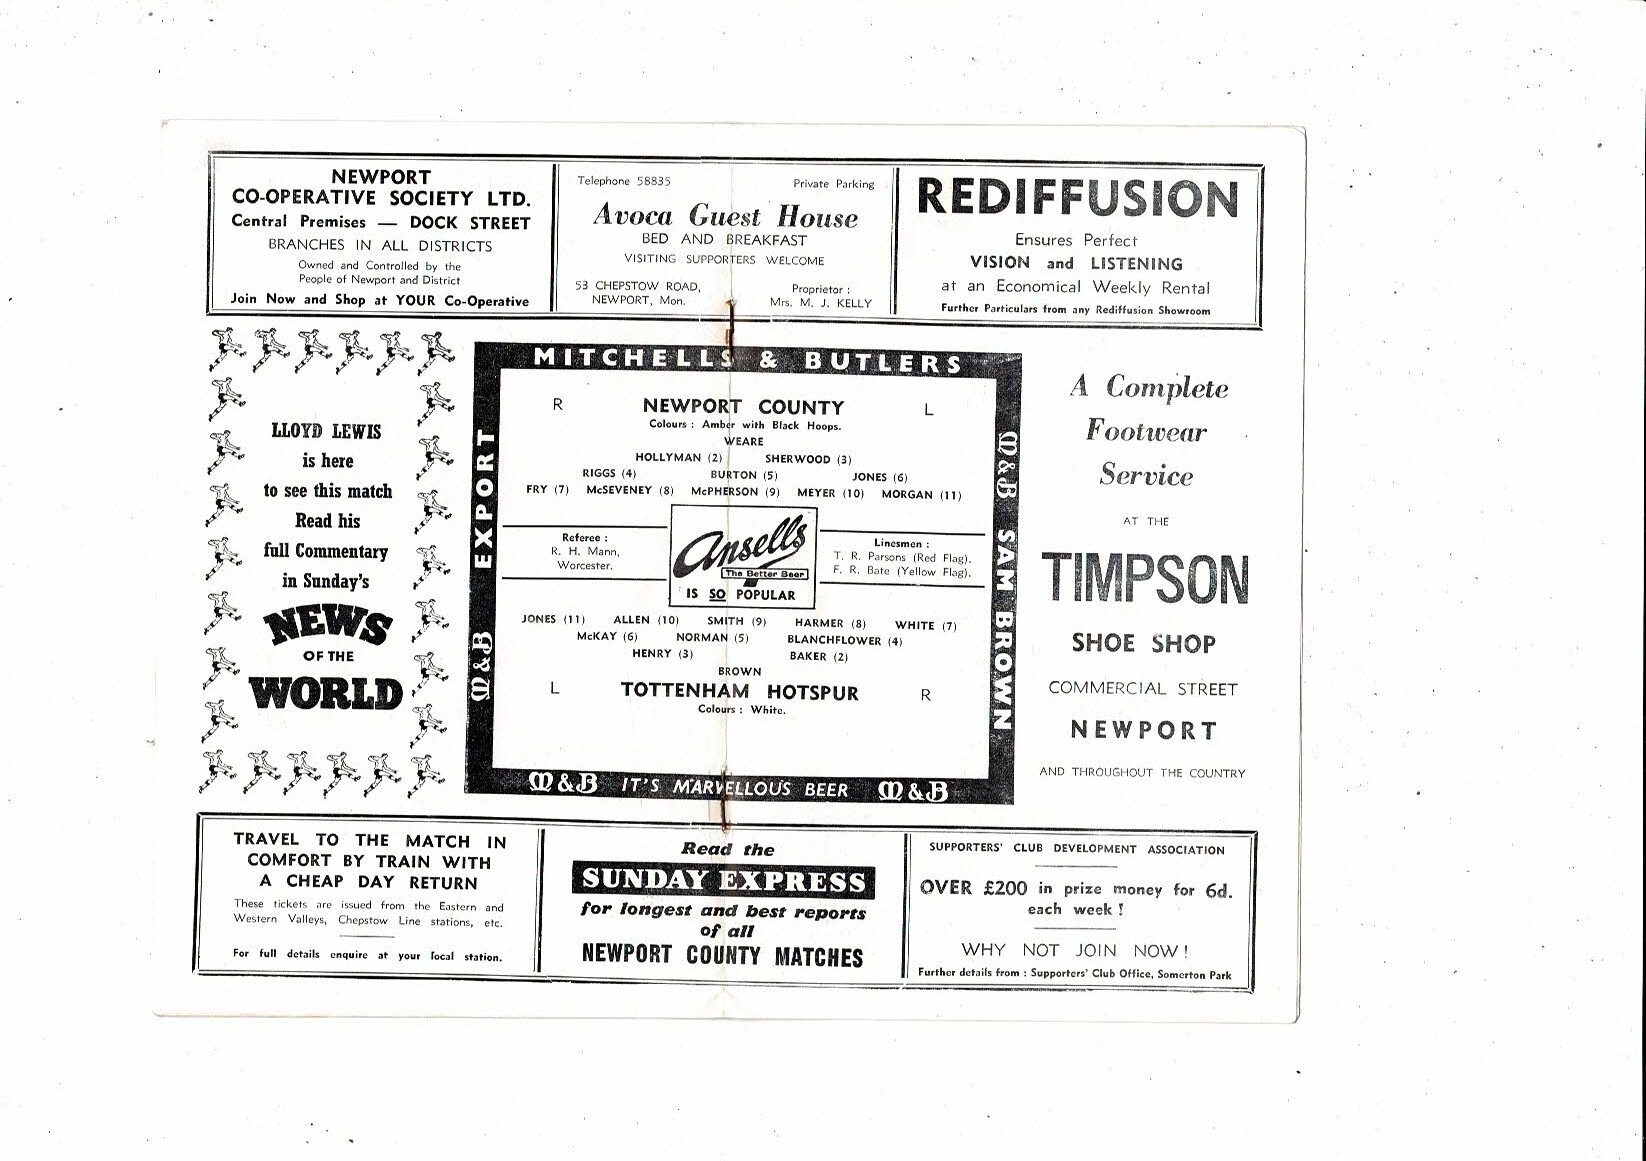 NEWPORT
CO-OPERATIVE SOCIETY LTD.
Central Premises — DOCK STREET
BRANCHES IN ALL DISTRICTS
Owned and Controlled by the
People of Newport and District
Join Now and Shop at YOUR Co-Operative
Telephone 58835 Private Parking
Avoca Guest House
BED AND BREAKFAST
VISITING SUPPORTERS WELCOME
53 CHEPSTOW ROAD,
NEWPORT, Mon.
Proprietor :
Mrs. M. J. KELLY
REDIFFUSION
Ensures Perfect
VISION and LISTENING
at an Economical Weekly Rental
Further Particulars from any Rediffusion Showroom
LLOYD LEWIS
is here
to see this match
Read his
full Commentary
in Sunday's
NEWS
OF THE
WORLD
MITCHELLS & BUTLERS
M&B EXPORT
R NEWPORT COUNTY L
Colours : Amber with Black Hoops.
WEARE
HOLLYMAN (2) SHERWOOD (3)
RIGGS (4) BURTON (5) JONES (6)
FRY (7) McSEVENEY (8) McPHERSON (9) MEYER (10) MORGAN (11)
Referee :
R. H. Mann,
Worcester.
Ansells
The Better Beer
IS SO POPULAR
Linesmen :
T. R. Parsons (Red Flag).
F. R. Bate (Yellow Flag).
JONES (11) ALLEN (10) SMITH (9) HARMER (8) WHITE (7)
McKAY (6) NORMAN (5) BLANCHFLOWER (4)
HENRY (3) BAKER (2)
BROWN
L TOTTENHAM HOTSPUR R
Colours : White.
M&B SAM BROWN
M&B IT'S MARVELLOUS BEER M&B
A Complete
Footwear
Service
AT THE
TIMPSON
SHOE SHOP
COMMERCIAL STREET
NEWPORT
AND THROUGHOUT THE COUNTRY
TRAVEL TO THE MATCH IN
COMFORT BY TRAIN WITH
A CHEAP DAY RETURN
These tickets are issued from the Eastern and
Western Valleys, Chepstow Line stations, etc.
For full details enquire at your local station.
Read the
SUNDAY EXPRESS
for longest and best reports
of all
NEWPORT COUNTY MATCHES
SUPPORTERS' CLUB DEVELOPMENT ASSOCIATION
OVER £200 in prize money for 6d.
each week !
WHY NOT JOIN NOW !
Further details from : Supporters' Club Office, Somerton Park